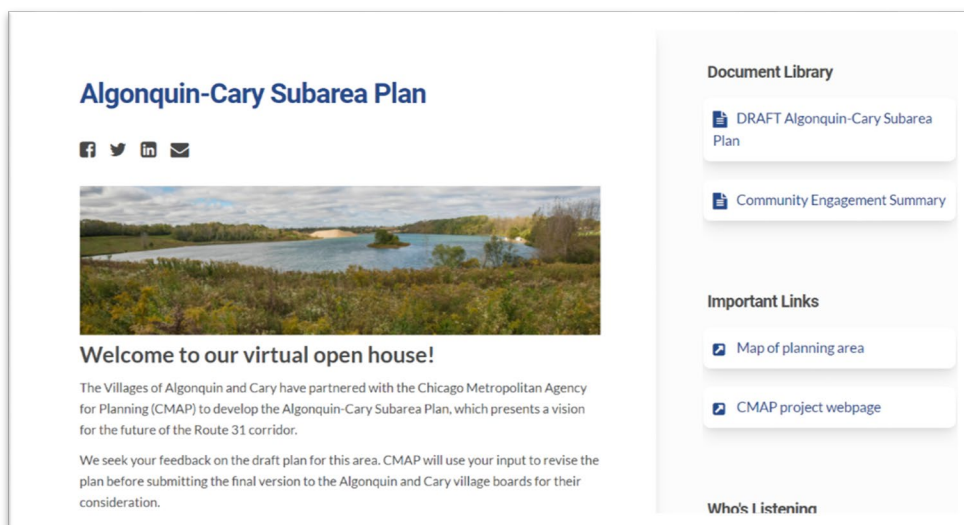 Algonquin-Cary Subarea Plan
Welcome to our virtual open house!
The Villages of Algonquin and Cary have partnered with the Chicago Metropolitan Agency
for Planning (CMAP) to develop the Algonquin-Cary Subarea Plan, which presents a vision
for the future of the Route 31 corridor.
We seek your feedback on the draft plan for this area. CMAP will use your input to revise the
plan before submitting the final version to the Algonquin and Cary village boards for their
consideration.
Document Library
DRAFT Algonquin-Cary Subarea
Plan
Community Engagement Summary
Important Links
Map of planning area
CMAP project webpage
Who's Listening